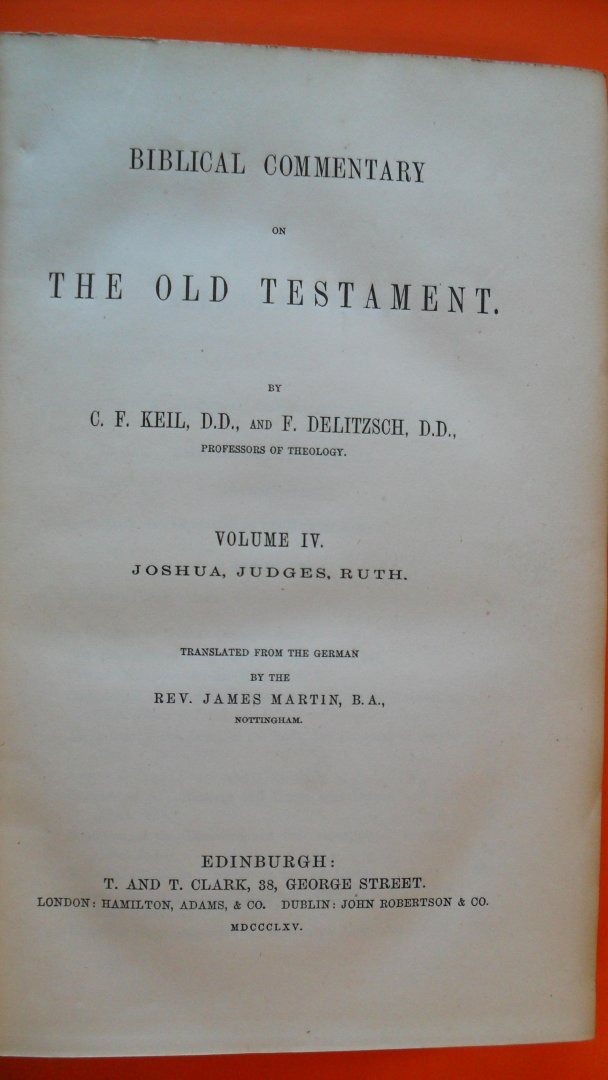 BIBLICAL COMMENTARY
ON
THE OLD TESTAMENT.
BY
C. F. KEIL, D.D., AND F. DELITZSCH, D.D.,
PROFESSORS OF THEOLOGY.
VOLUME IV.
JOSHUA, JUDGES, RUTH.
TRANSLATED FROM THE GERMAN
BY THE
REV. JAMES MARTIN, B.A.,
NOTTINGHAM.
EDINBURGH:
T. AND T. CLARK, 38, GEORGE STREET.
LONDON: HAMILTON, ADAMS, & CO. DUBLIN: JOHN ROBERTSON & CO.
MDCCCLXV.